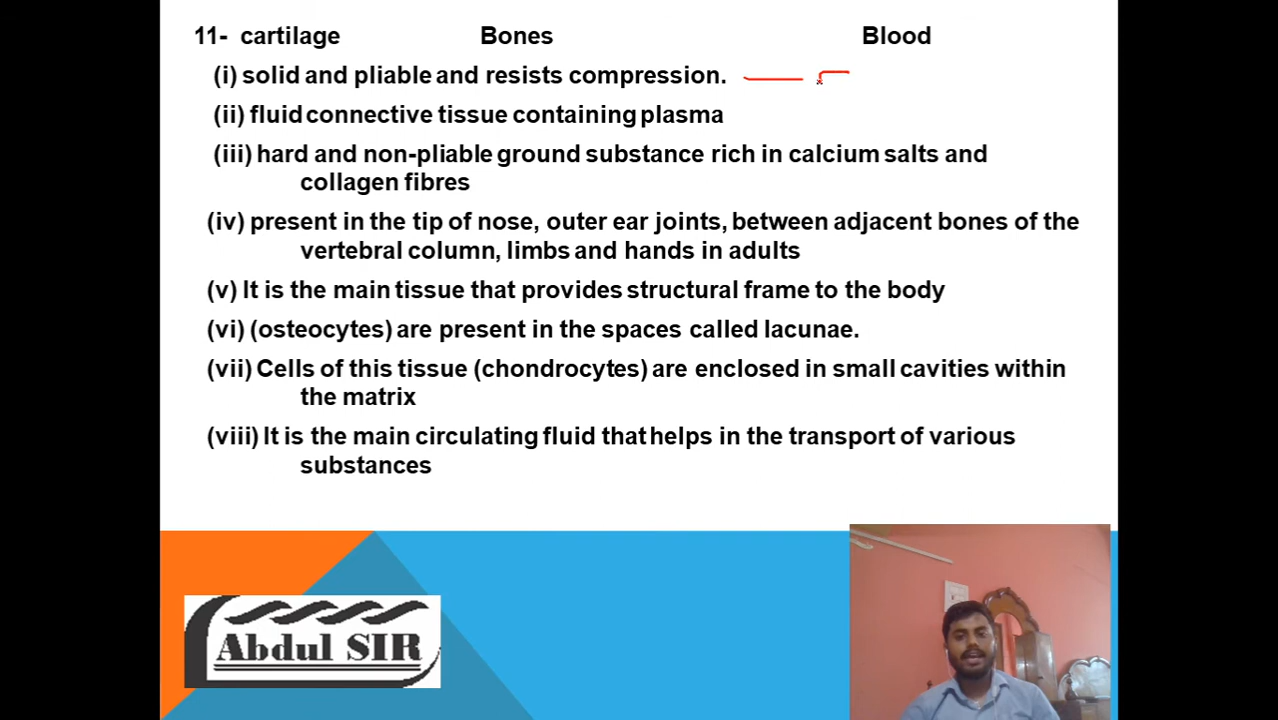 11- cartilage Bones Blood
(i) solid and pliable and resists compression.
(ii) fluid connective tissue containing plasma
(iii) hard and non-pliable ground substance rich in calcium salts and
collagen fibres
(iv) present in the tip of nose, outer ear joints, between adjacent bones of the
vertebral column, limbs and hands in adults
(v) It is the main tissue that provides structural frame to the body
(vi) (osteocytes) are present in the spaces called lacunae.
(vii) Cells of this tissue (chondrocytes) are enclosed in small cavities within
the matrix
(viii) It is the main circulating fluid that helps in the transport of various
substances
Abdul SIR